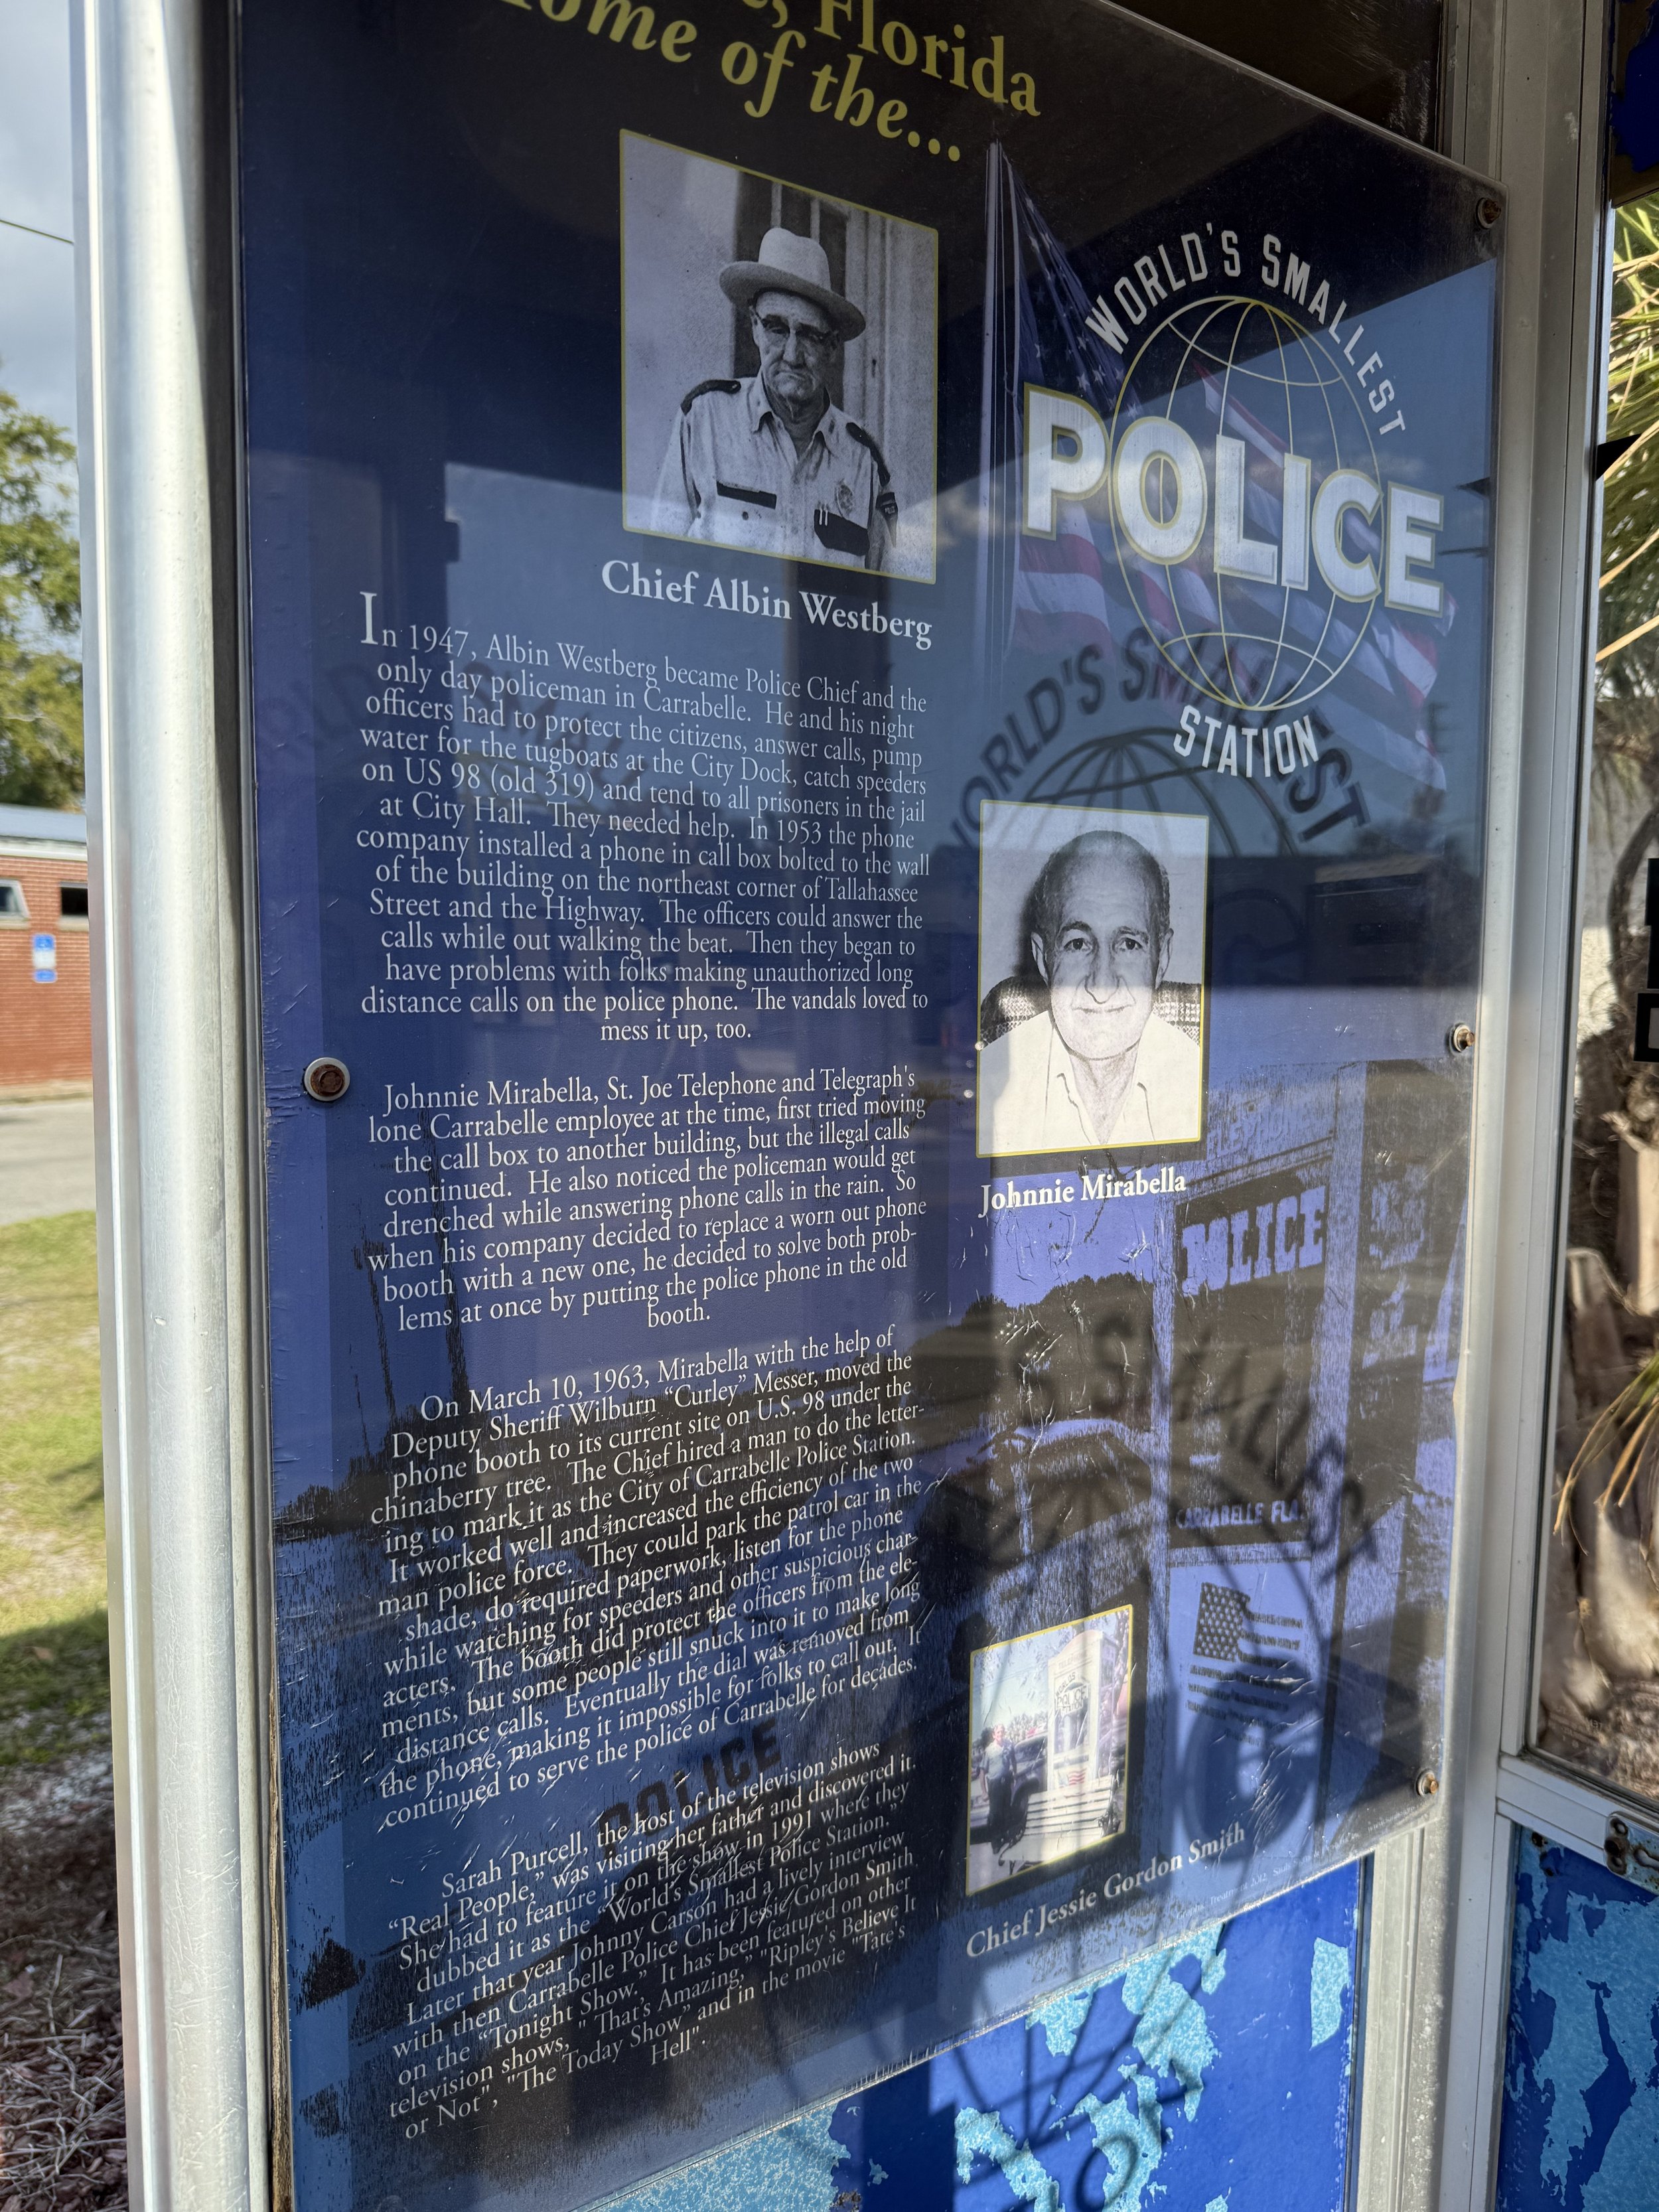 , Florida
ome of the...
WORLD'S SMALLEST
POLICE
STATION
Chief Albin Westberg
In 1947, Albin Westberg became Police Chief and the
only day policeman in Carrabelle. He and his night
officers had to protect the citizens, answer calls, pump
water for the tugboats at the City Dock, catch speeders
on US 98 (old 319) and tend to all prisoners in the jail
at City Hall. They needed help. In 1953 the phone
company installed a phone in call box bolted to the wall
of the building on the northeast corner of Tallahassee
Street and the Highway. The officers could answer the
calls while out walking the beat. Then they began to
have problems with folks making unauthorized long
distance calls on the police phone. The vandals loved to
mess it up, too.
Johnnie Mirabella, St. Joe Telephone and Telegraph's
lone Carrabelle employee at the time, first tried moving
the call box to another building, but the illegal calls
continued. He also noticed the policeman would get
drenched while answering phone calls in the rain. So
when his company decided to replace a worn out phone
booth with a new one, he decided to solve both prob-
lems at once by putting the police phone in the old
booth.
Johnnie Mirabella
On March 10, 1963, Mirabella with the help of
Deputy Sheriff Wilburn "Curley" Messer, moved the
phone booth to its current site on U.S. 98 under the
chinaberry tree. The Chief hired a man to do the letter-
ing to mark it as the City of Carrabelle Police Station.
It worked well and increased the efficiency of the two
man police force. They could park the patrol car in the
shade, do required paperwork, listen for the phone
while watching for speeders and other suspicious char-
acters. The booth did protect the officers from the ele-
ments, but some people still snuck into it to make long
distance calls. Eventually the dial was removed from
the phone, making it impossible for folks to call out. It
continued to serve the police of Carrabelle for decades.
Sarah Purcell, the host of the television shows
"Real People," was visiting her father and discovered it.
She had to feature it on the show in 1991 where they
dubbed it as the "World's Smallest Police Station."
Later that year Johnny Carson had a lively interview
with then Carrabelle Police Chief Jessie Gordon Smith
on the "Tonight Show." It has been featured on other
television shows, "That's Amazing," "Ripley's Believe It
or Not", "The Today Show" and in the movie "Tate's
Hell".
Chief Jessie Gordon Smith
POLICE
CARRABELLE FLA.
POLICE
WORLD'S SMALLEST
SMALLEST